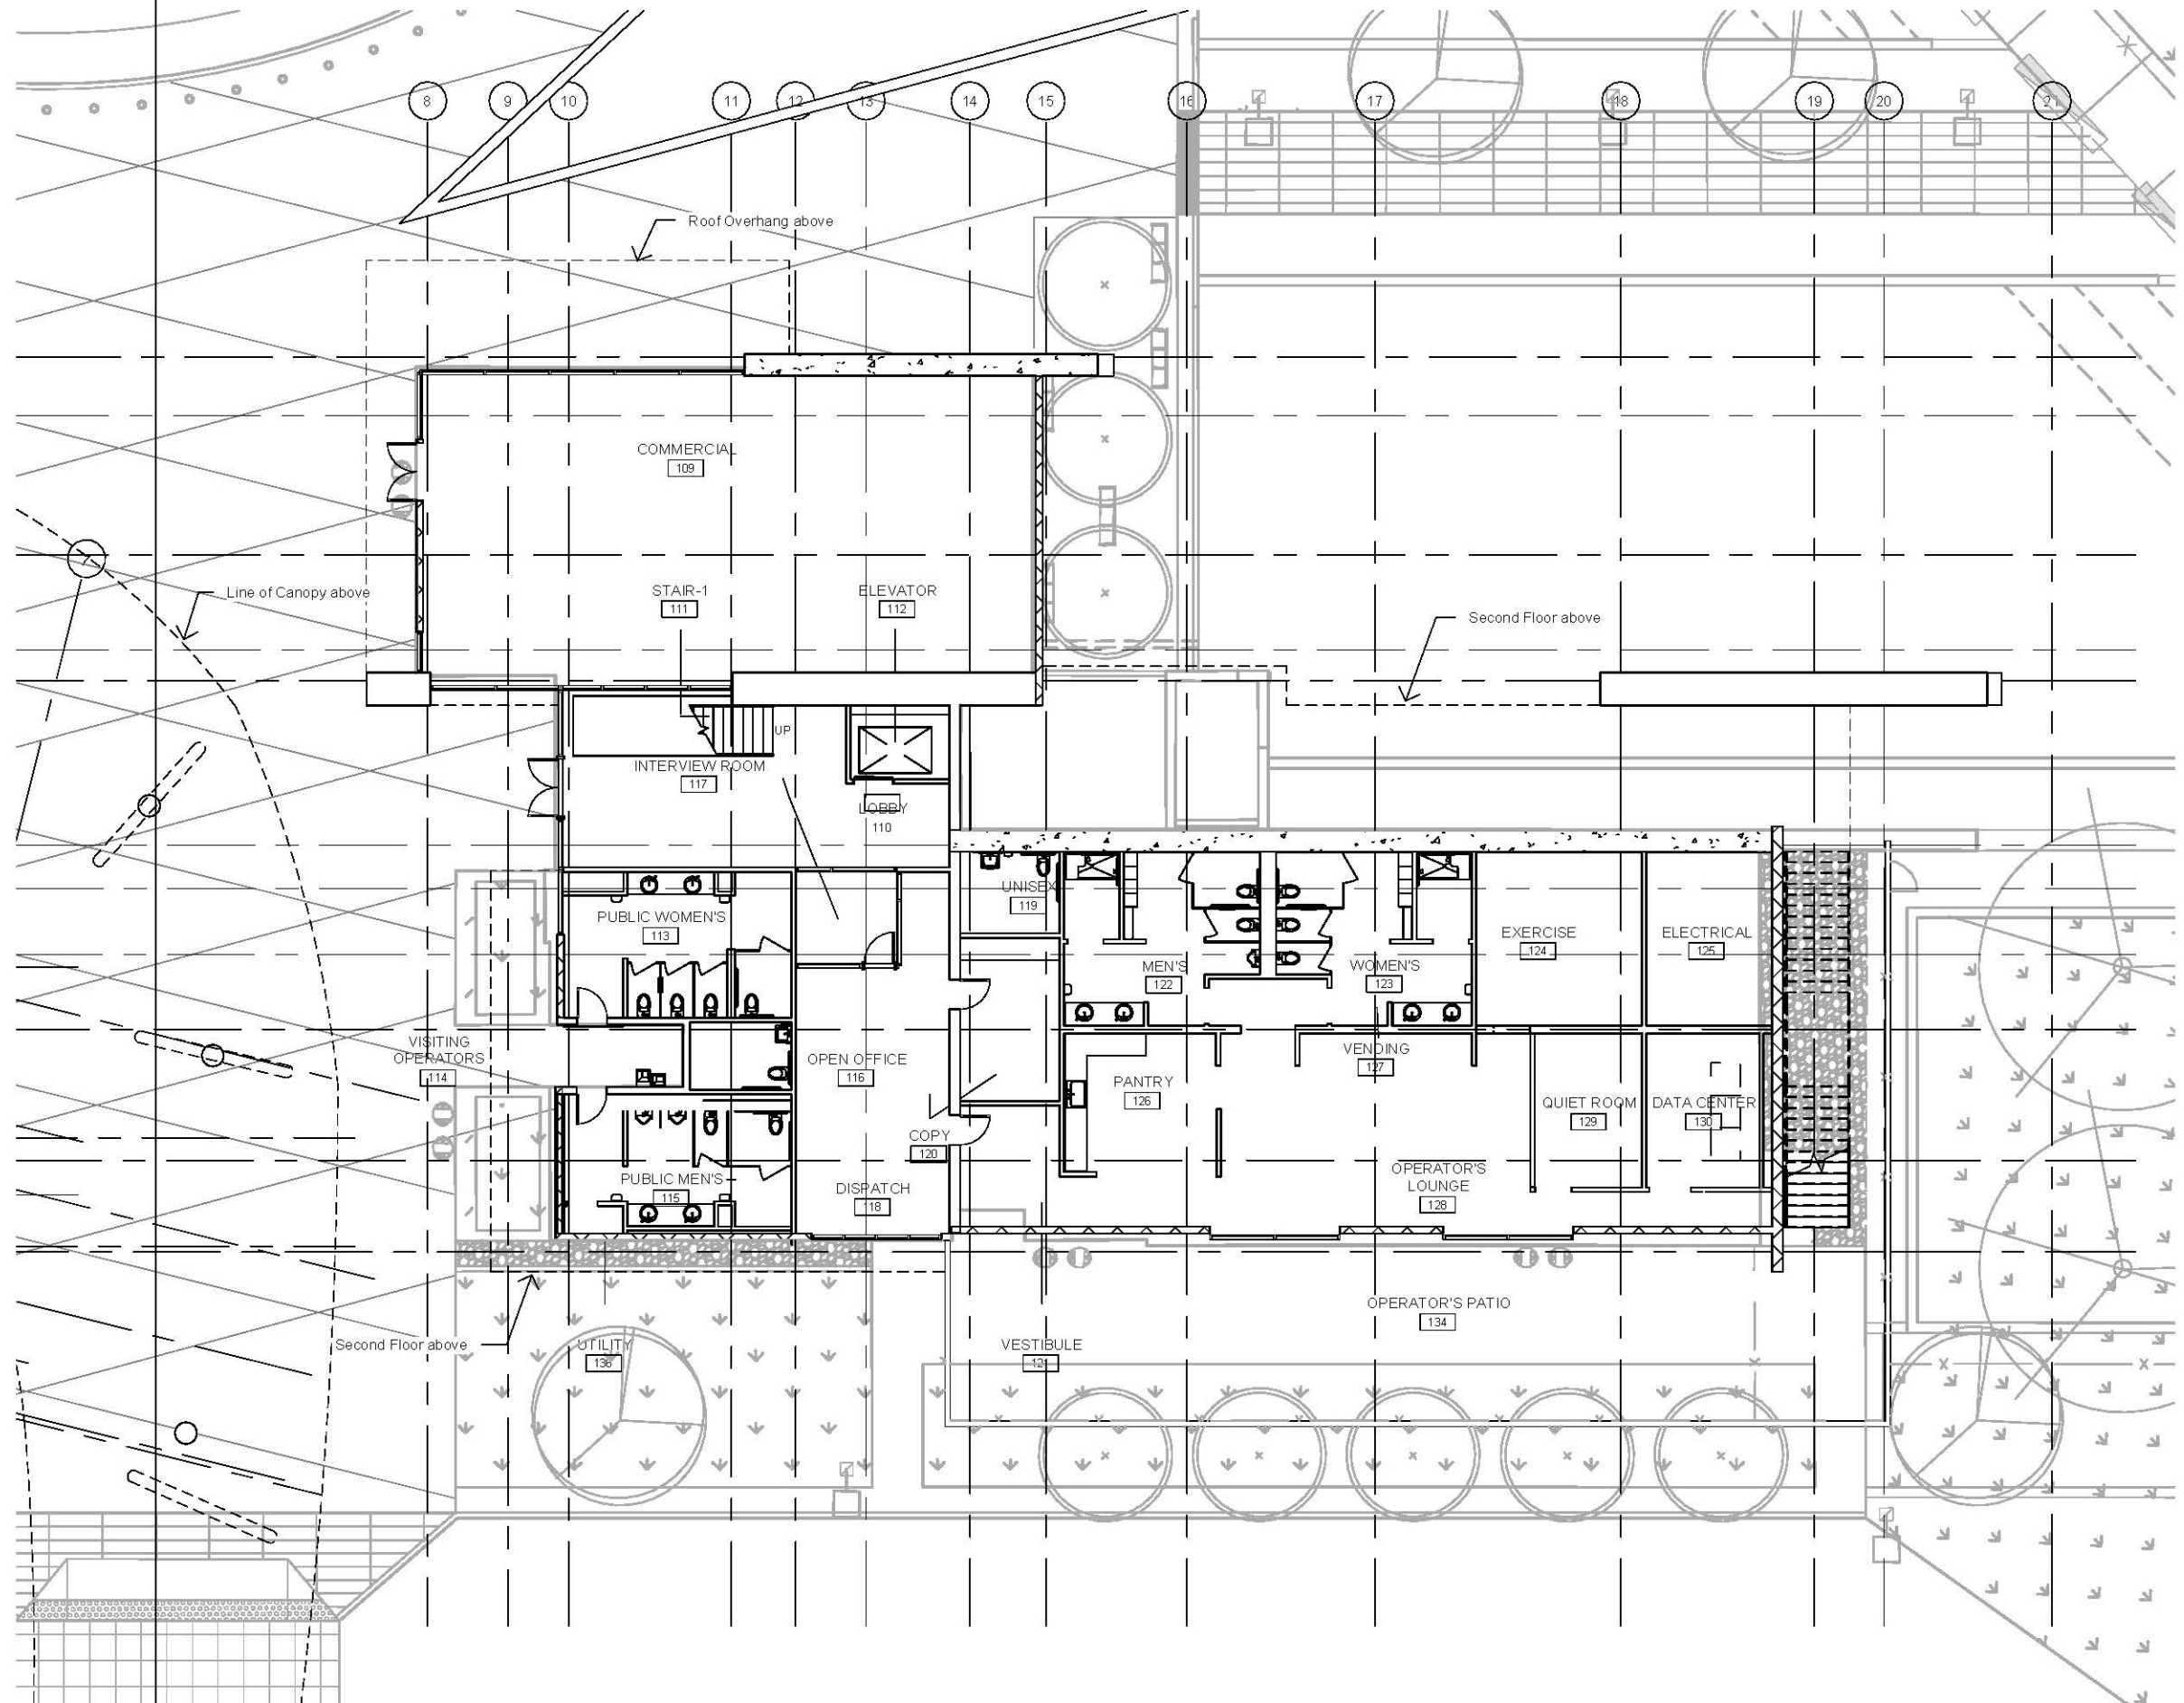 8
9
10
11
12
13
14
15
16
17
18
19
20
21
Roof Overhang above
COMMERCIAL
109
Line of Canopy above
STAIR-1
111
ELEVATOR
112
Second Floor above
UP
INTERVIEW ROOM
117
LOBBY
110
UNISEX
119
PUBLIC WOMEN'S
113
MEN'S
122
WOMEN'S
123
EXERCISE
124
ELECTRICAL
125
VISITING
OPERATORS
114
OPEN OFFICE
116
VENDING
127
PANTRY
126
QUIET ROOM
129
DATA CENTER
130
COPY
120
PUBLIC MEN'S
115
DISPATCH
118
OPERATOR'S
LOUNGE
128
OPERATOR'S PATIO
134
Second Floor above
UTILITY
VESTIBULE
121